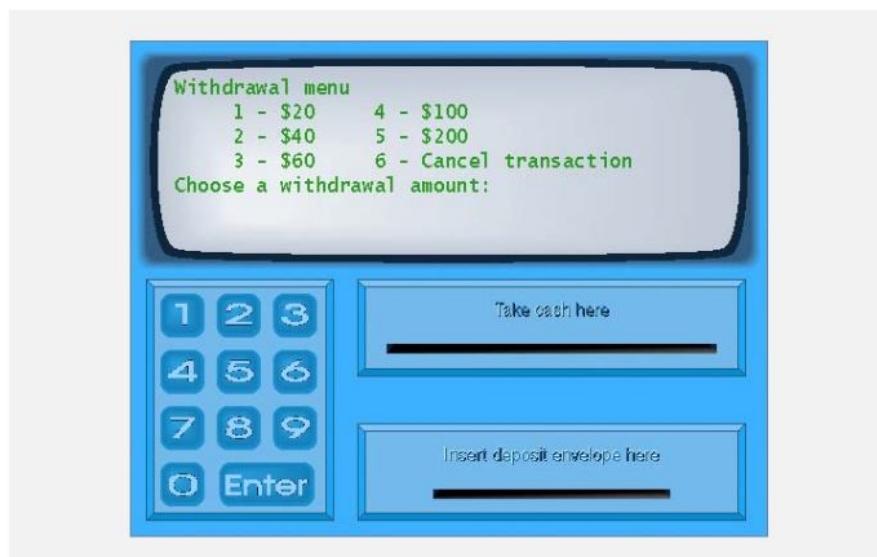 Withdrawal menu
1 - $20 4 - $100
2 - $40 5 - $200
3 - $60 6 - Cancel transaction
Choose a withdrawal amount:
1 2 3
Take cash here
4 5 6
7 8 9
Insert deposit envelope here
0 Enter